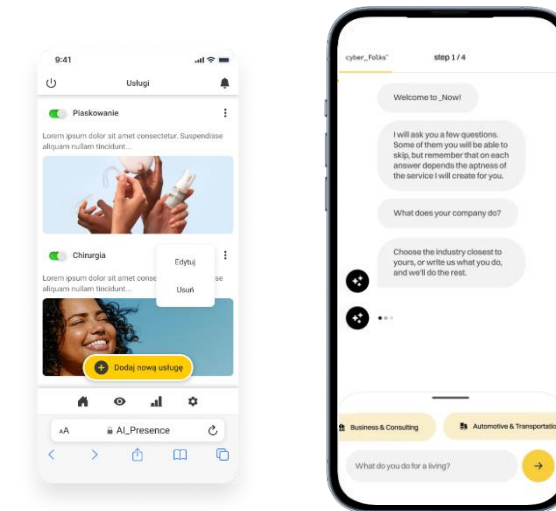 9:41
Usługi
Piaskowanie
Lorem ipsum dolor sit amet consectetur. Suspendisse
aliquam nullam tincidunt...
Chirurgia
Lorem ipsum dolor sit amet conse
se
aliquam nullam tincidunt...
Edytuj
Usuń
Dodaj nową usługę
AA
AI_Presence
cyber_Folks™
step 1 / 4
Welcome to _Now!
I will ask you a few questions.
Some of them you will be able to
skip, but remember that on each
answer depends the aptness of
the service I will create for you.
What does your company do?
Choose the industry closest to
yours, or write us what you do,
and we'll do the rest.
Business & Consulting
Automotive & Transportatio
What do you do for a living?